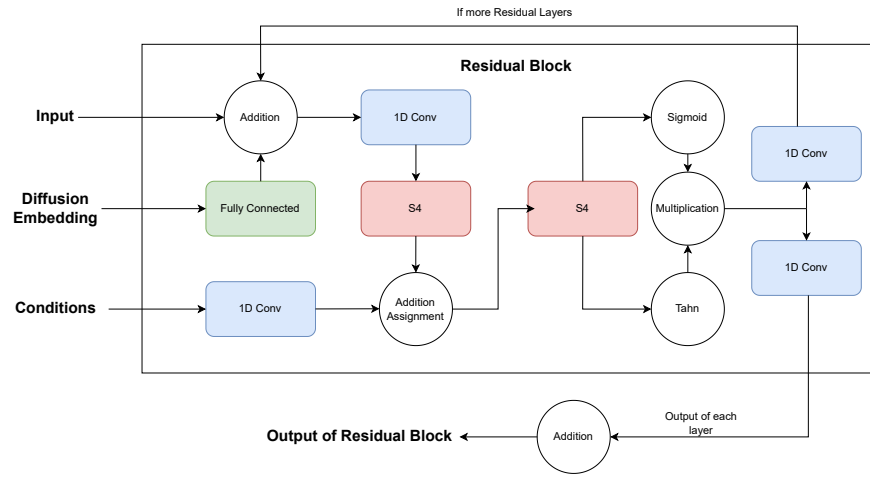 If more Residual Layers
Residual Block
Input
Addition
1D Conv
Sigmoid
1D Conv
Diffusion
Embedding
Fully Connected
S4
S4
Multiplication
1D Conv
Conditions
1D Conv
Addition
Assignment
Tahn
Output of Residual Block
Addition
Output of each
layer